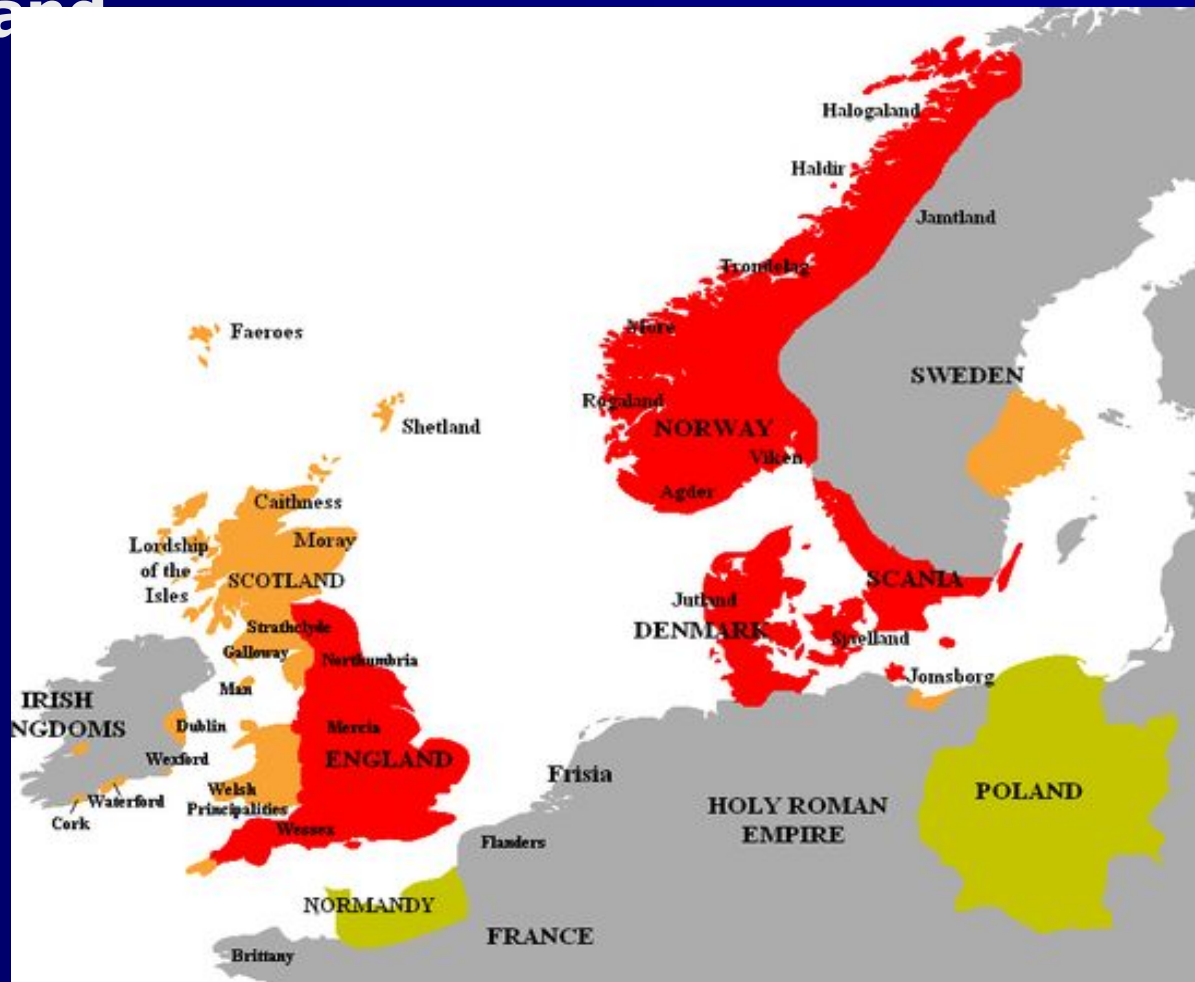 Halogaland
Haldir
Jamtland
Trondelag
More
Faeroes
SWEDEN
Rogaland
Shetland
NORWAY
Viken
Agder
Caithness
Moray
Lordship
of the
Isles
SCOTLAND
SCANIA
Jutland
Strathclyde
DENMARK
Sjaelland
Galloway
Northumbria
Jomsborg
Man
IRISH
NGDOMS
Dublin
Mercia
Wexford
ENGLAND
Frisia
Welsh
Principalities
POLAND
Waterford
HOLY ROMAN
EMPIRE
Cork
Wessex
Flanders
NORMANDY
FRANCE
Brittany